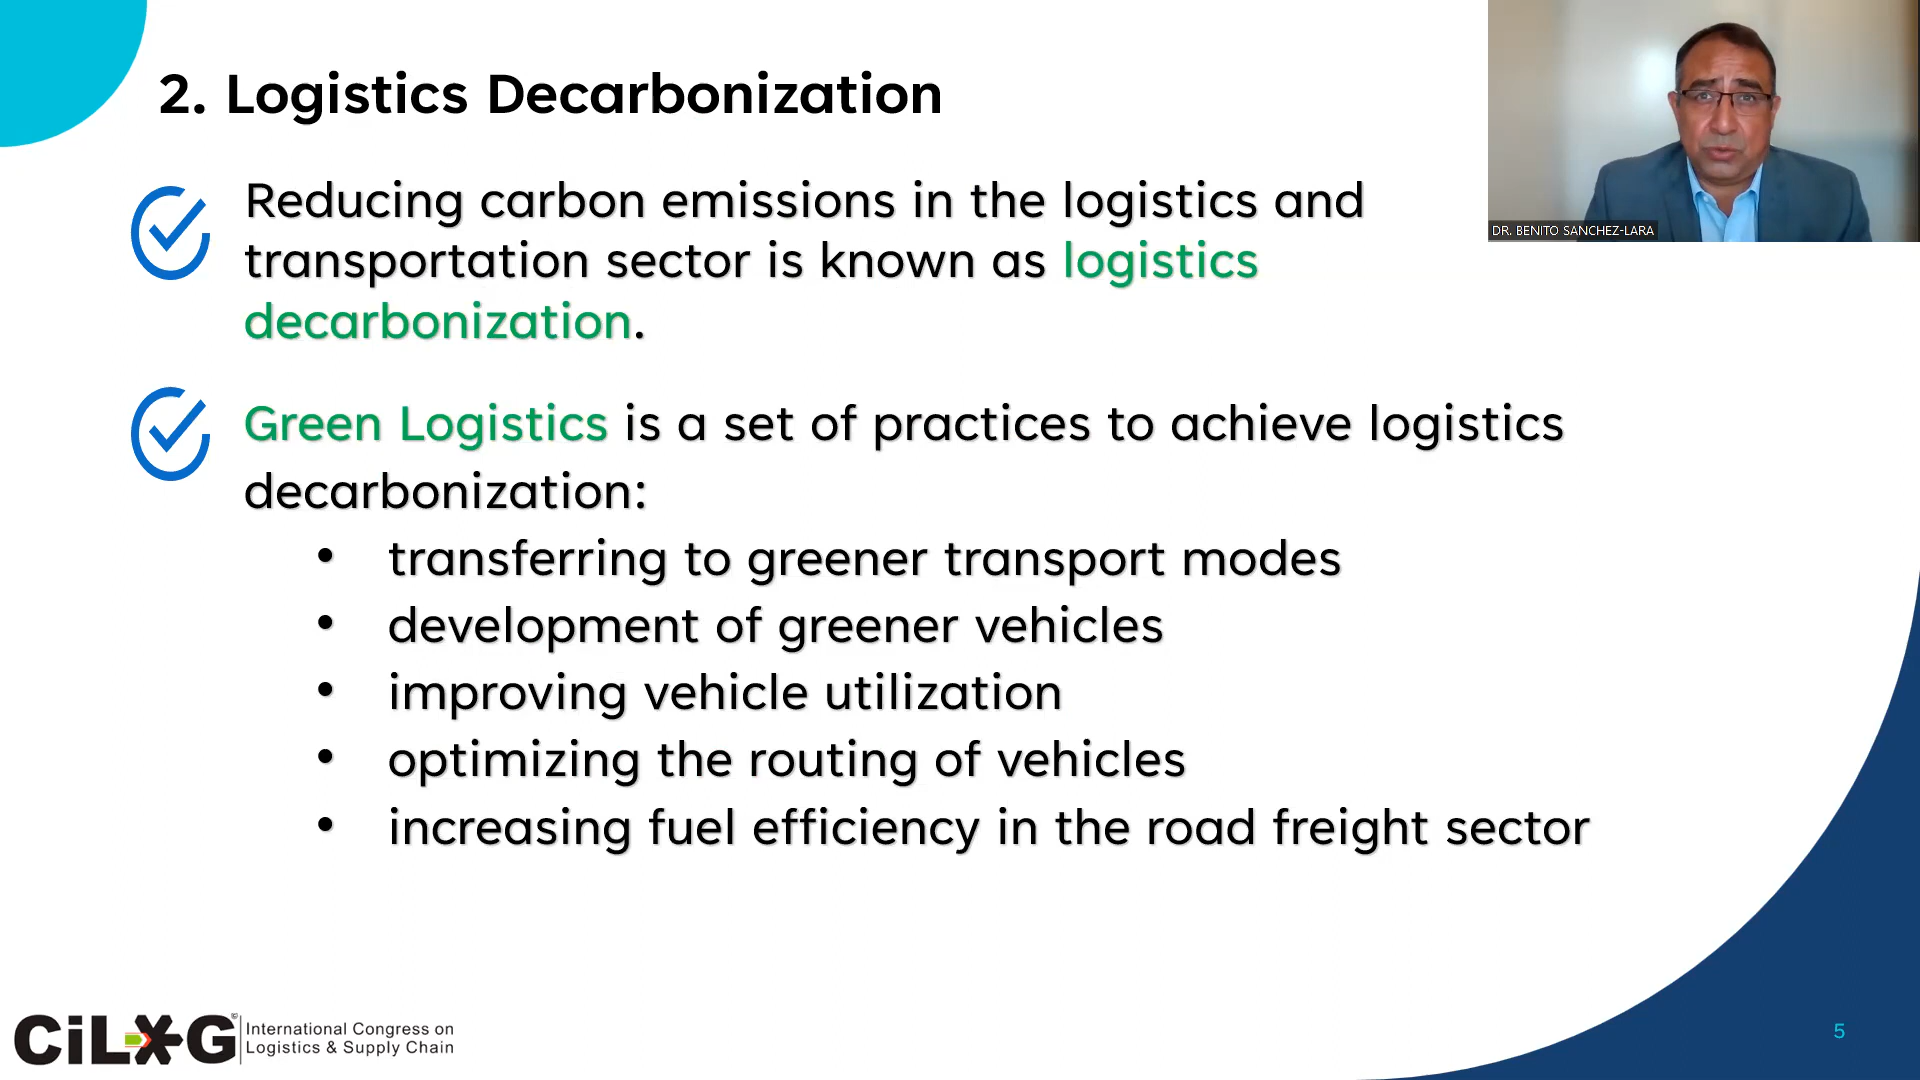 2. Logistics Decarbonization
Reducing carbon emissions in the logistics and
transportation sector is known as logistics
decarbonization.
Green Logistics is a set of practices to achieve logistics
decarbonization:
• transferring to greener transport modes
• development of greener vehicles
• improving vehicle utilization
• optimizing the routing of vehicles
• increasing fuel efficiency in the road freight sector
DR. BENITO SANCHEZ-LARA
CiLOG
International Congress on
Logistics & Supply Chain
5